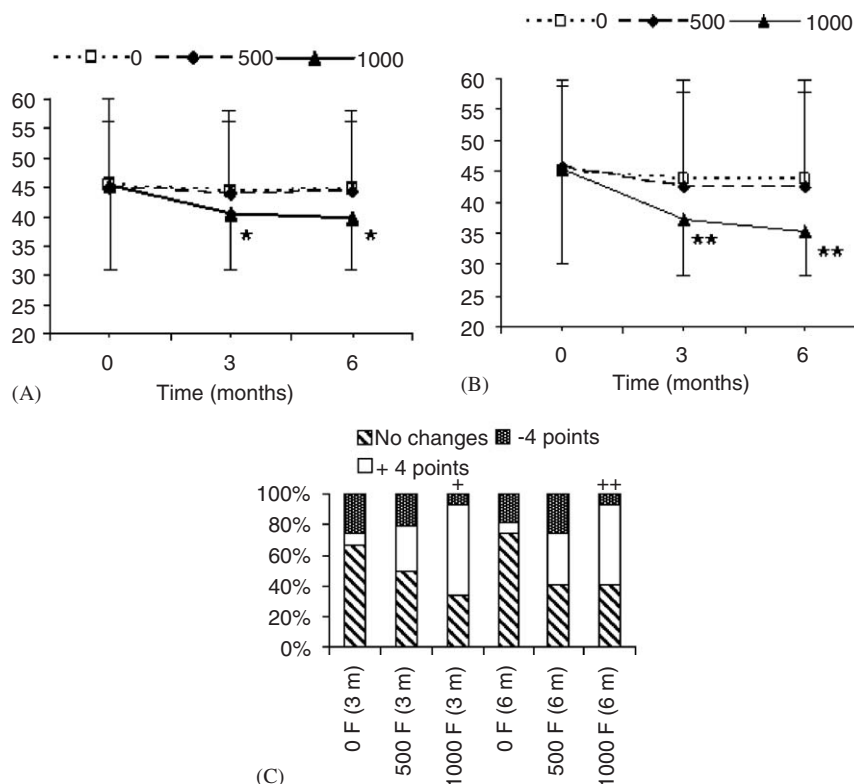 0 500 1000
60
55
50
45
40
35
30
25
20
* *
0 3 6
Time (months)
(A)
0 500 1000
60
55
50
45
40
35
30
25
20
** **
0 3 6
Time (months)
(B)
No changes -4 points
+ 4 points
+ ++
100%
80%
60%
40%
20%
0%
0 F (3 m)
500 F (3 m)
1000 F (3 m)
0 F (6 m)
500 F (6 m)
1000 F (6 m)
(C)